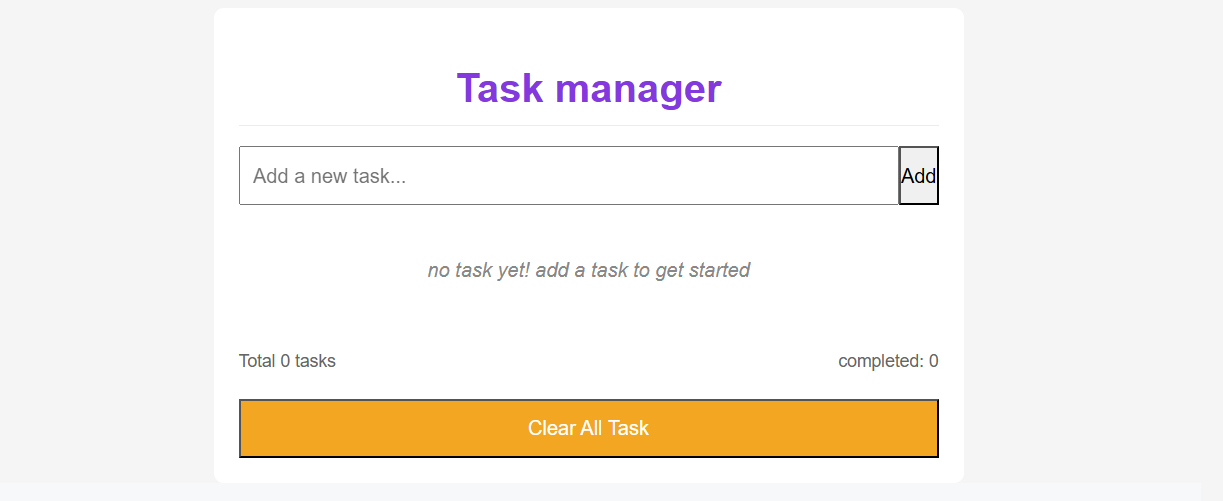 Task manager
Add a new task...
Add
no task yet! add a task to get started
Total 0 tasks
completed: 0
Clear All Task